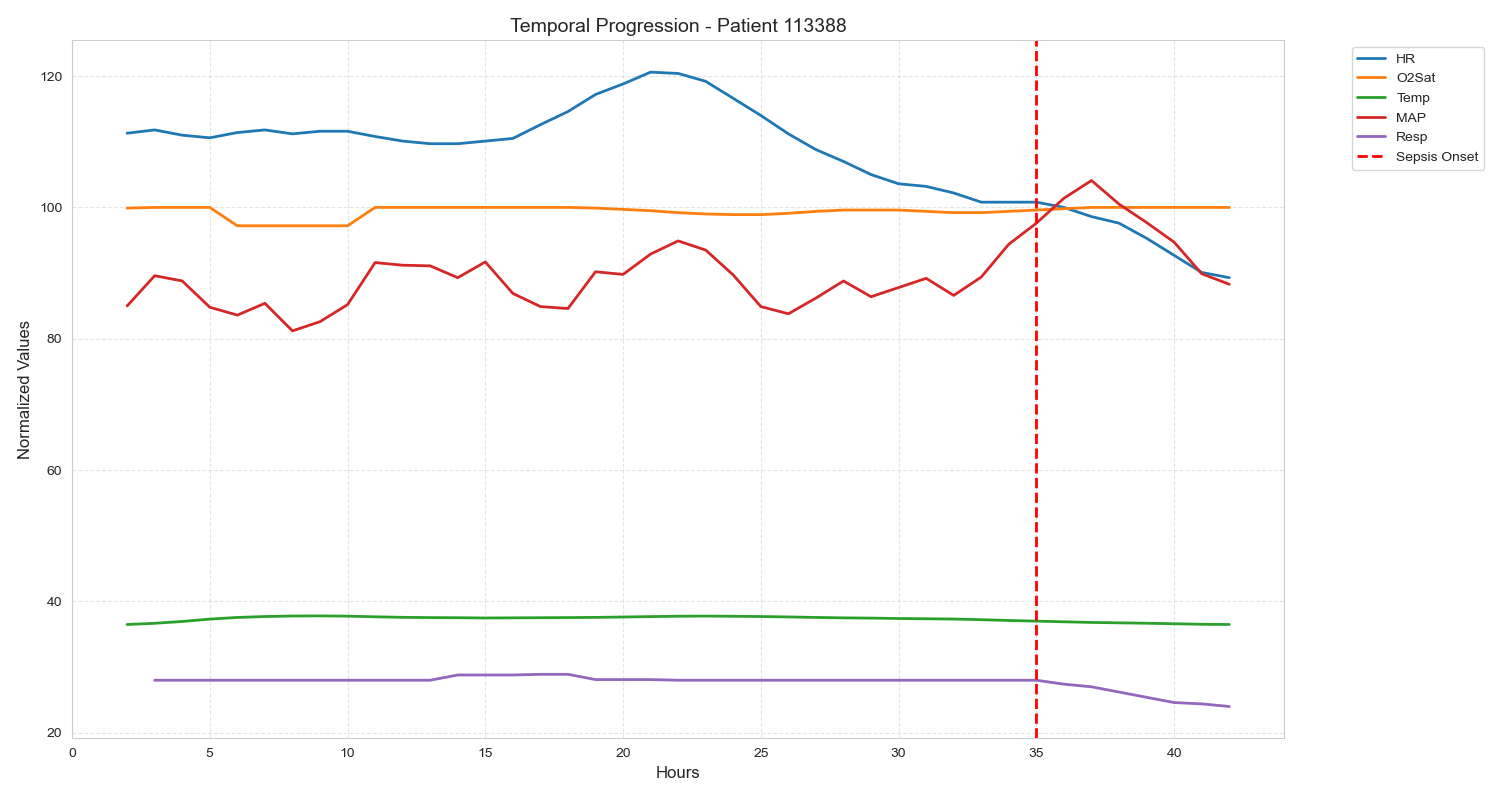 Temporal Progression - Patient 113388
HR
O2Sat
Temp
MAP
Resp
Sepsis Onset
Normalized Values
120
100
80
60
40
20
0 5 10 15 20 25 30 35 40
Hours